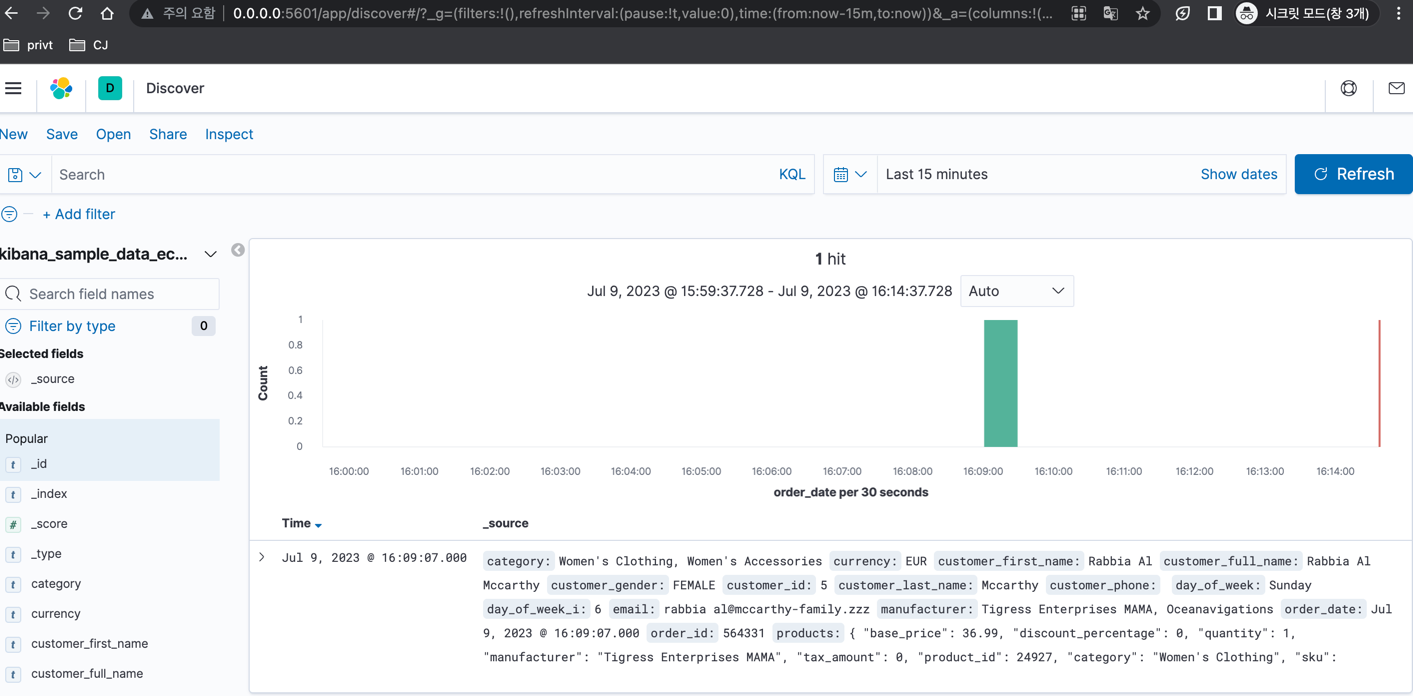 주의 요함 0.0.0.0:5601/app/discover#/?_g=(filters:!(),refreshInterval:(pause:!t,value:0),time:(from:now-15m,to:now))&_a=(columns:!(... 시크릿 모드(창 3개)
privt CJ
D Discover
New Save Open Share Inspect
Search KQL Last 15 minutes Show dates Refresh
+ Add filter
kibana_sample_data_ec...
Search field names
Filter by type 0
Selected fields
_source
Available fields
Popular
t _id
t _index
# _score
t _type
t category
t currency
t customer_first_name
t customer_full_name
1 hit
Jul 9, 2023 @ 15:59:37.728 - Jul 9, 2023 @ 16:14:37.728 Auto
Count
1
0.8
0.6
0.4
0.2
0
16:00:00 16:01:00 16:02:00 16:03:00 16:04:00 16:05:00 16:06:00 16:07:00 16:08:00 16:09:00 16:10:00 16:11:00 16:12:00 16:13:00 16:14:00
order_date per 30 seconds
Time _source
Jul 9, 2023 @ 16:09:07.000 category: Women's Clothing, Women's Accessories currency: EUR customer_first_name: Rabbia Al customer_full_name: Rabbia Al
Mccarthy customer_gender: FEMALE customer_id: 5 customer_last_name: Mccarthy customer_phone: day_of_week: Sunday
day_of_week_i: 6 email: rabbia al@mccarthy-family.zzz manufacturer: Tigress Enterprises MAMA, Oceanavigations order_date: Jul
9, 2023 @ 16:09:07.000 order_id: 564331 products: { "base_price": 36.99, "discount_percentage": 0, "quantity": 1,
"manufacturer": "Tigress Enterprises MAMA", "tax_amount": 0, "product_id": 24927, "category": "Women's Clothing", "sku":